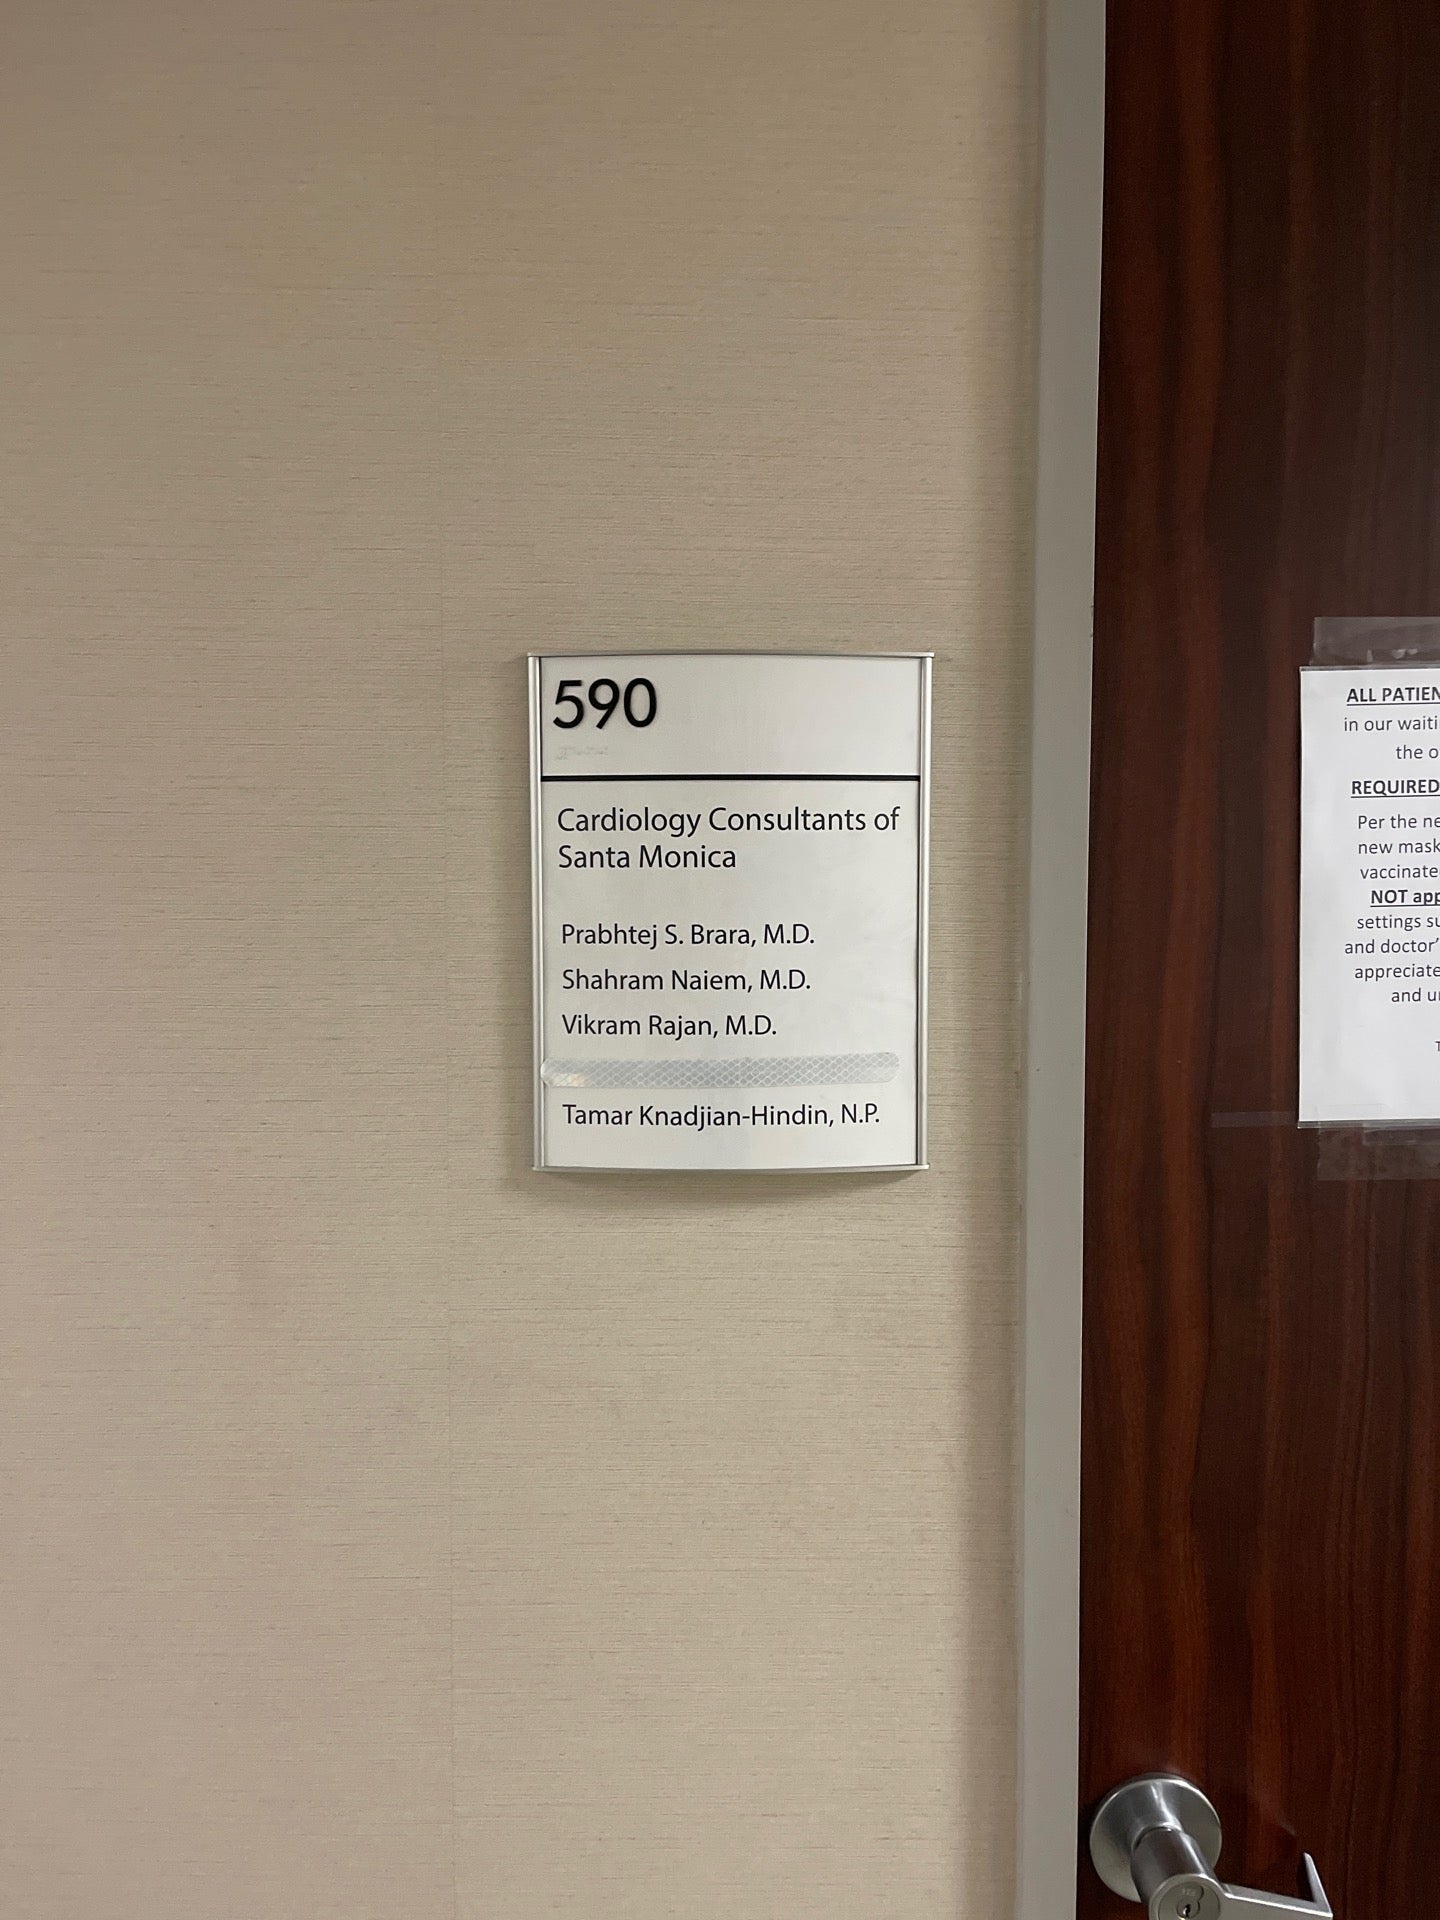 590
Cardiology Consultants of
Santa Monica
Prabhtej S. Brara, M.D.
Shahram Naiem, M.D.
Vikram Rajan, M.D.
Tamar Knadjian-Hindin, N.P.
ALL PATIEN
in our waiti
the o
REQUIRED
Per the ne
new mask
vaccinate
NOT app
settings su
and doctor'
appreciate
and u
T